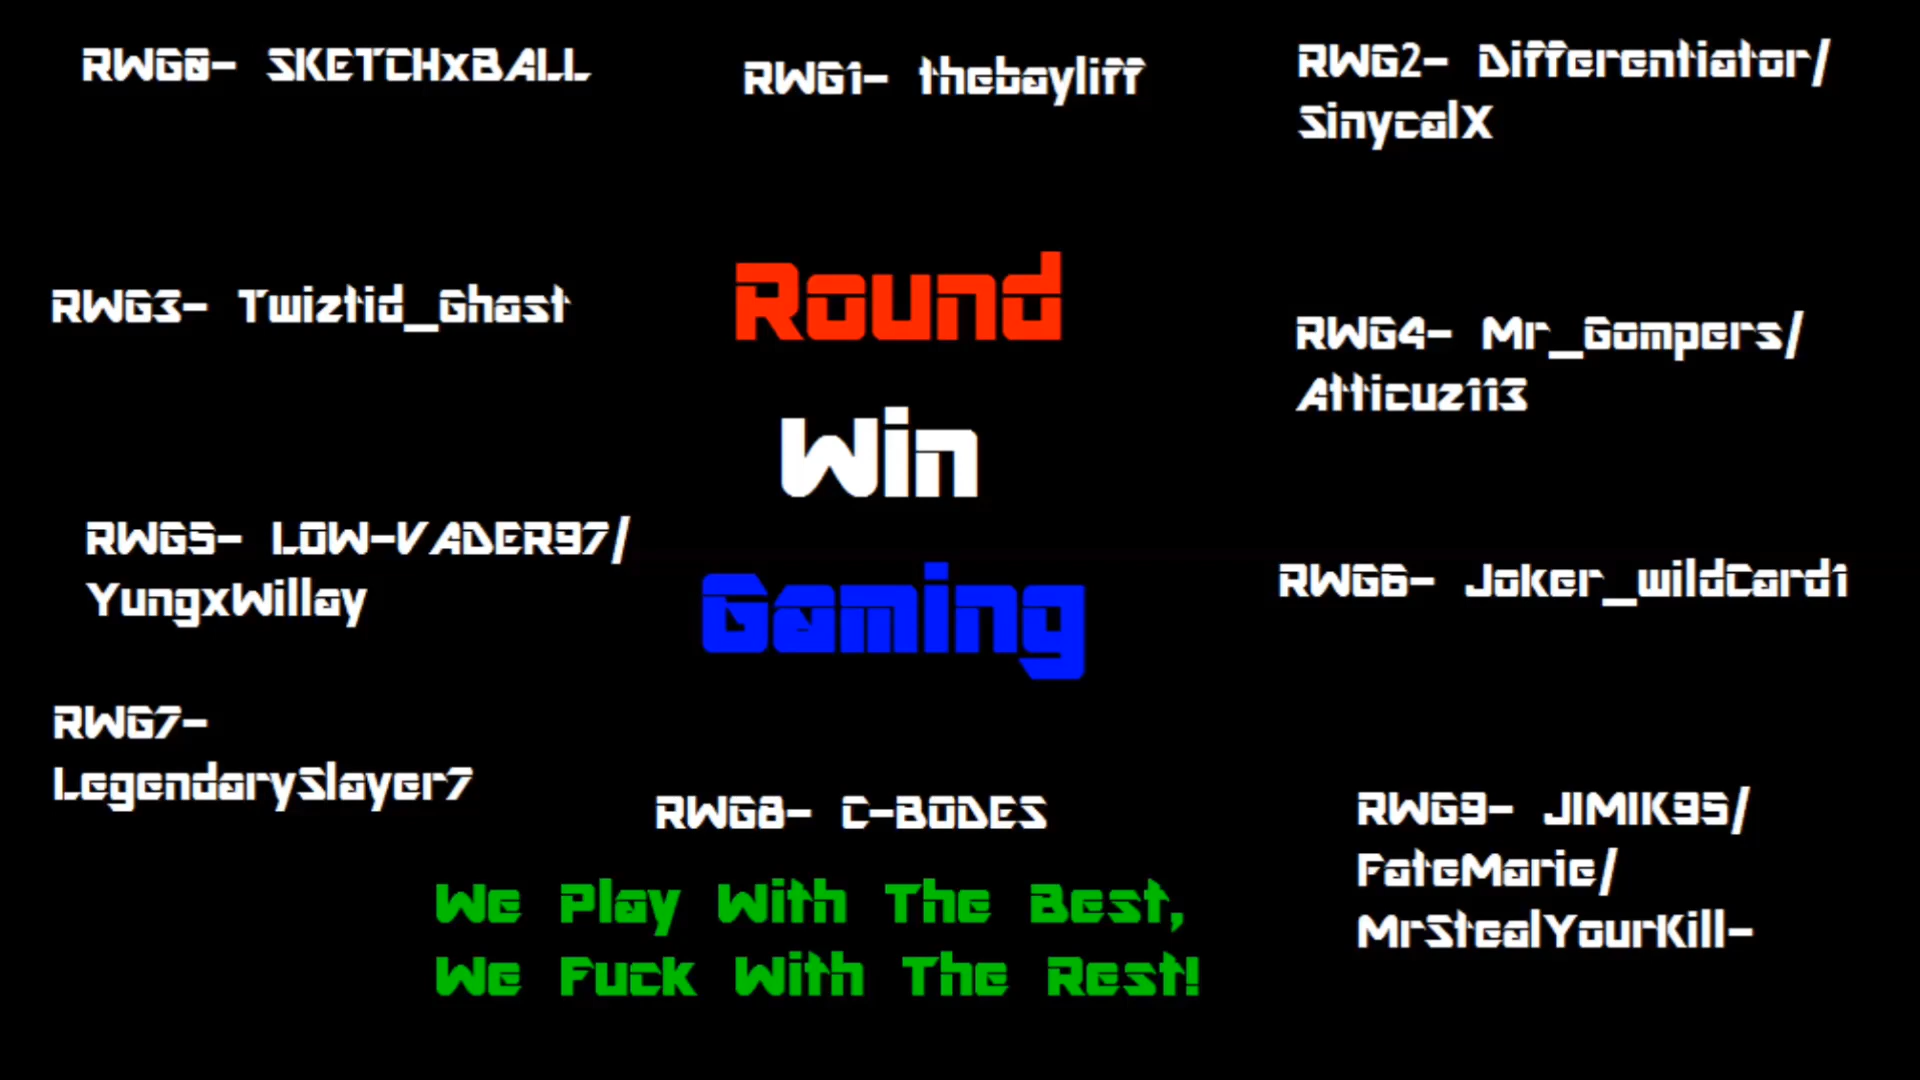 RWG0- SKETCHxBALL
RWG1- thebayliff
RWG2- Differentiator/
SinycalX
RWG3- Twiztid_Ghost
Round
Win
Gaming
RWG4- Mr_Gompers/
Atticuz113
RWG5- LOW-VADER97/
YungxWillay
RWG6- Joker_wildCard1
RWG7-
LegendarySlayer7
RWG8- C-BODES
RWG9- JIMIK95/
FateMarie/
MrStealYourKill-
We Play With The Best,
We Fuck With The Rest!